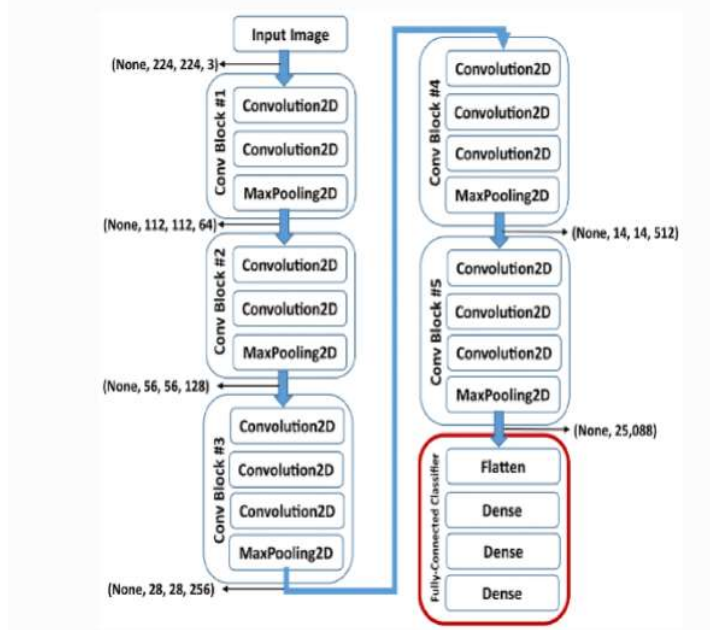 Input Image
(None, 224, 224, 3)
Conv Block #1
Convolution2D
Convolution2D
MaxPooling2D
(None, 112, 112, 64)
Conv Block #2
Convolution2D
Convolution2D
MaxPooling2D
(None, 56, 56, 128)
Conv Block #3
Convolution2D
Convolution2D
Convolution2D
MaxPooling2D
(None, 28, 28, 256)
Conv Block #4
Convolution2D
Convolution2D
Convolution2D
MaxPooling2D
(None, 14, 14, 512)
Conv Block #5
Convolution2D
Convolution2D
Convolution2D
MaxPooling2D
(None, 25,088)
Fully-Connected Classifier
Flatten
Dense
Dense
Dense